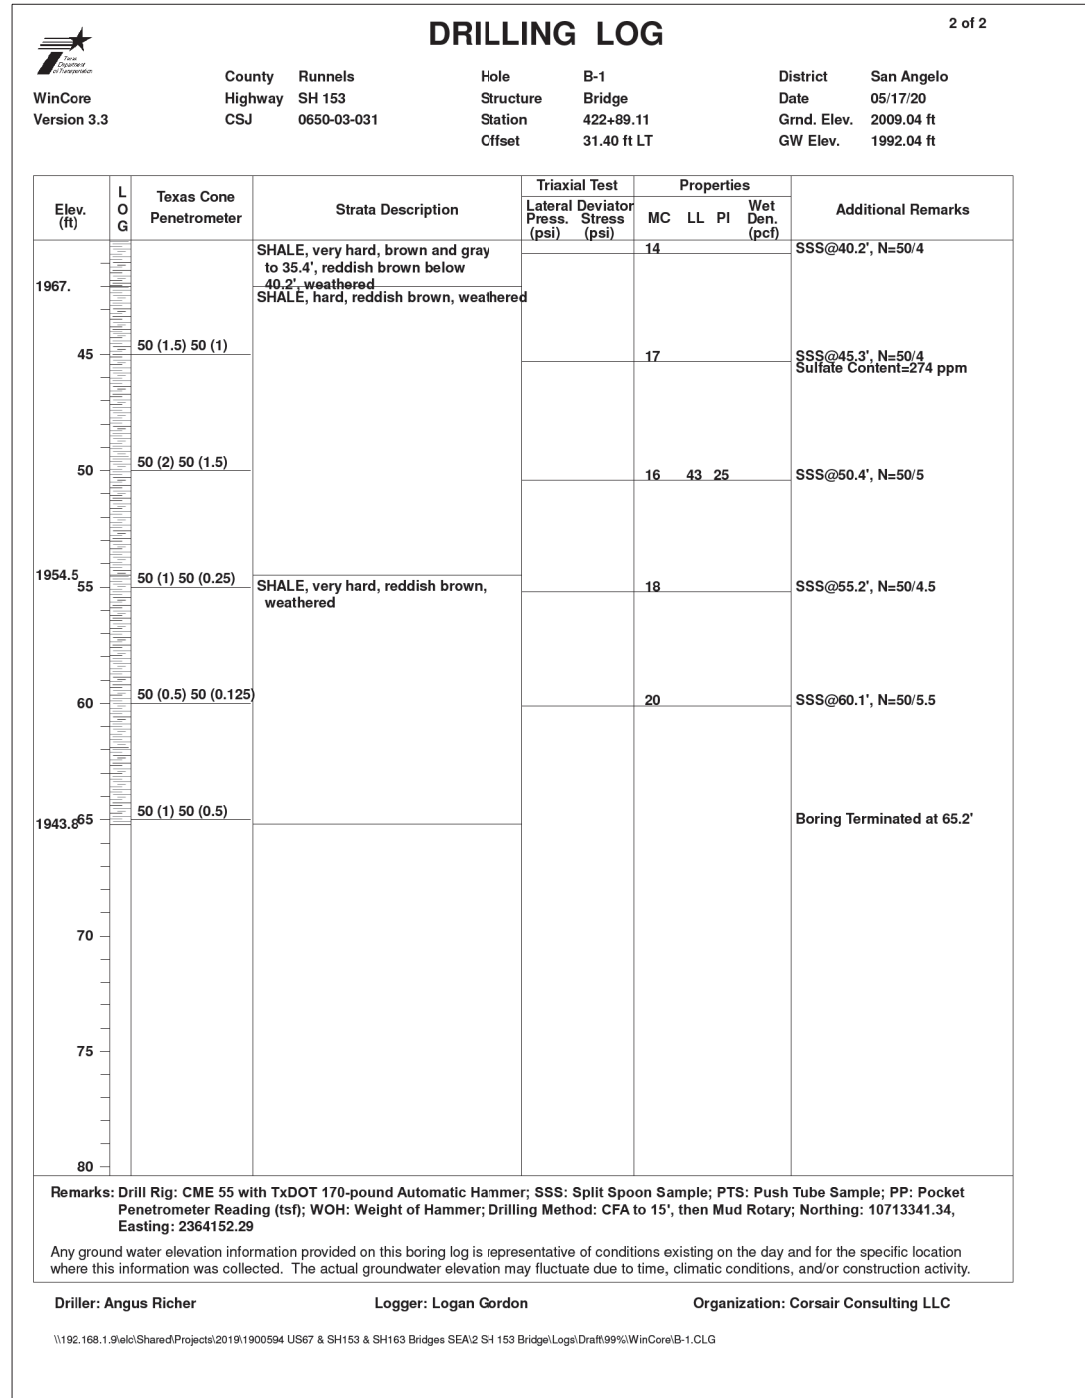 DRILLING LOG
2 of 2
Texas
Department
of Transportation
WinCore
Version 3.3
County Runnels
Highway SH 153
CSJ 0650-03-031
Hole B-1
Structure Bridge
Station 422+89.11
Offset 31.40 ft LT
District San Angelo
Date 05/17/20
Grnd. Elev. 2009.04 ft
GW Elev. 1992.04 ft
Elev.
(ft)
L
O
G
Texas Cone
Penetrometer
Strata Description
Triaxial Test
Lateral Deviator
Press. Stress
(psi) (psi)
Properties
MC LL PI Wet
Den.
(pcf)
Additional Remarks
SHALE, very hard, brown and gray
to 35.4', reddish brown below
40.2', weathered
14
SSS@40.2', N=50/4
1967.
SHALE, hard, reddish brown, weathered
45
50 (1.5) 50 (1)
17
SSS@45.3', N=50/4
Sulfate Content=274 ppm
50
50 (2) 50 (1.5)
16 43 25
SSS@50.4', N=50/5
1954.5
55
50 (1) 50 (0.25)
SHALE, very hard, reddish brown,
weathered
18
SSS@55.2', N=50/4.5
60
50 (0.5) 50 (0.125)
20
SSS@60.1', N=50/5.5
1943.8
65
50 (1) 50 (0.5)
Boring Terminated at 65.2'
70
75
80
Remarks: Drill Rig: CME 55 with TxDOT 170-pound Automatic Hammer; SSS: Split Spoon Sample; PTS: Push Tube Sample; PP: Pocket
Penetrometer Reading (tsf); WOH: Weight of Hammer; Drilling Method: CFA to 15', then Mud Rotary; Northing: 10713341.34,
Easting: 2364152.29
Any ground water elevation information provided on this boring log is representative of conditions existing on the day and for the specific location
where this information was collected. The actual groundwater elevation may fluctuate due to time, climatic conditions, and/or construction activity.
Driller: Angus Richer
Logger: Logan Gordon
Organization: Corsair Consulting LLC
\\192.168.1.9\elc\Shared\Projects\2019\1900594 US67 & SH153 & SH163 Bridges SEA\2 SH 153 Bridge\Logs\Draft\99%\WinCore\B-1.CLG